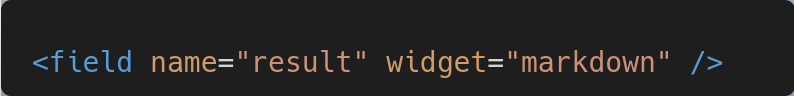 <field name="result" widget="markdown" />